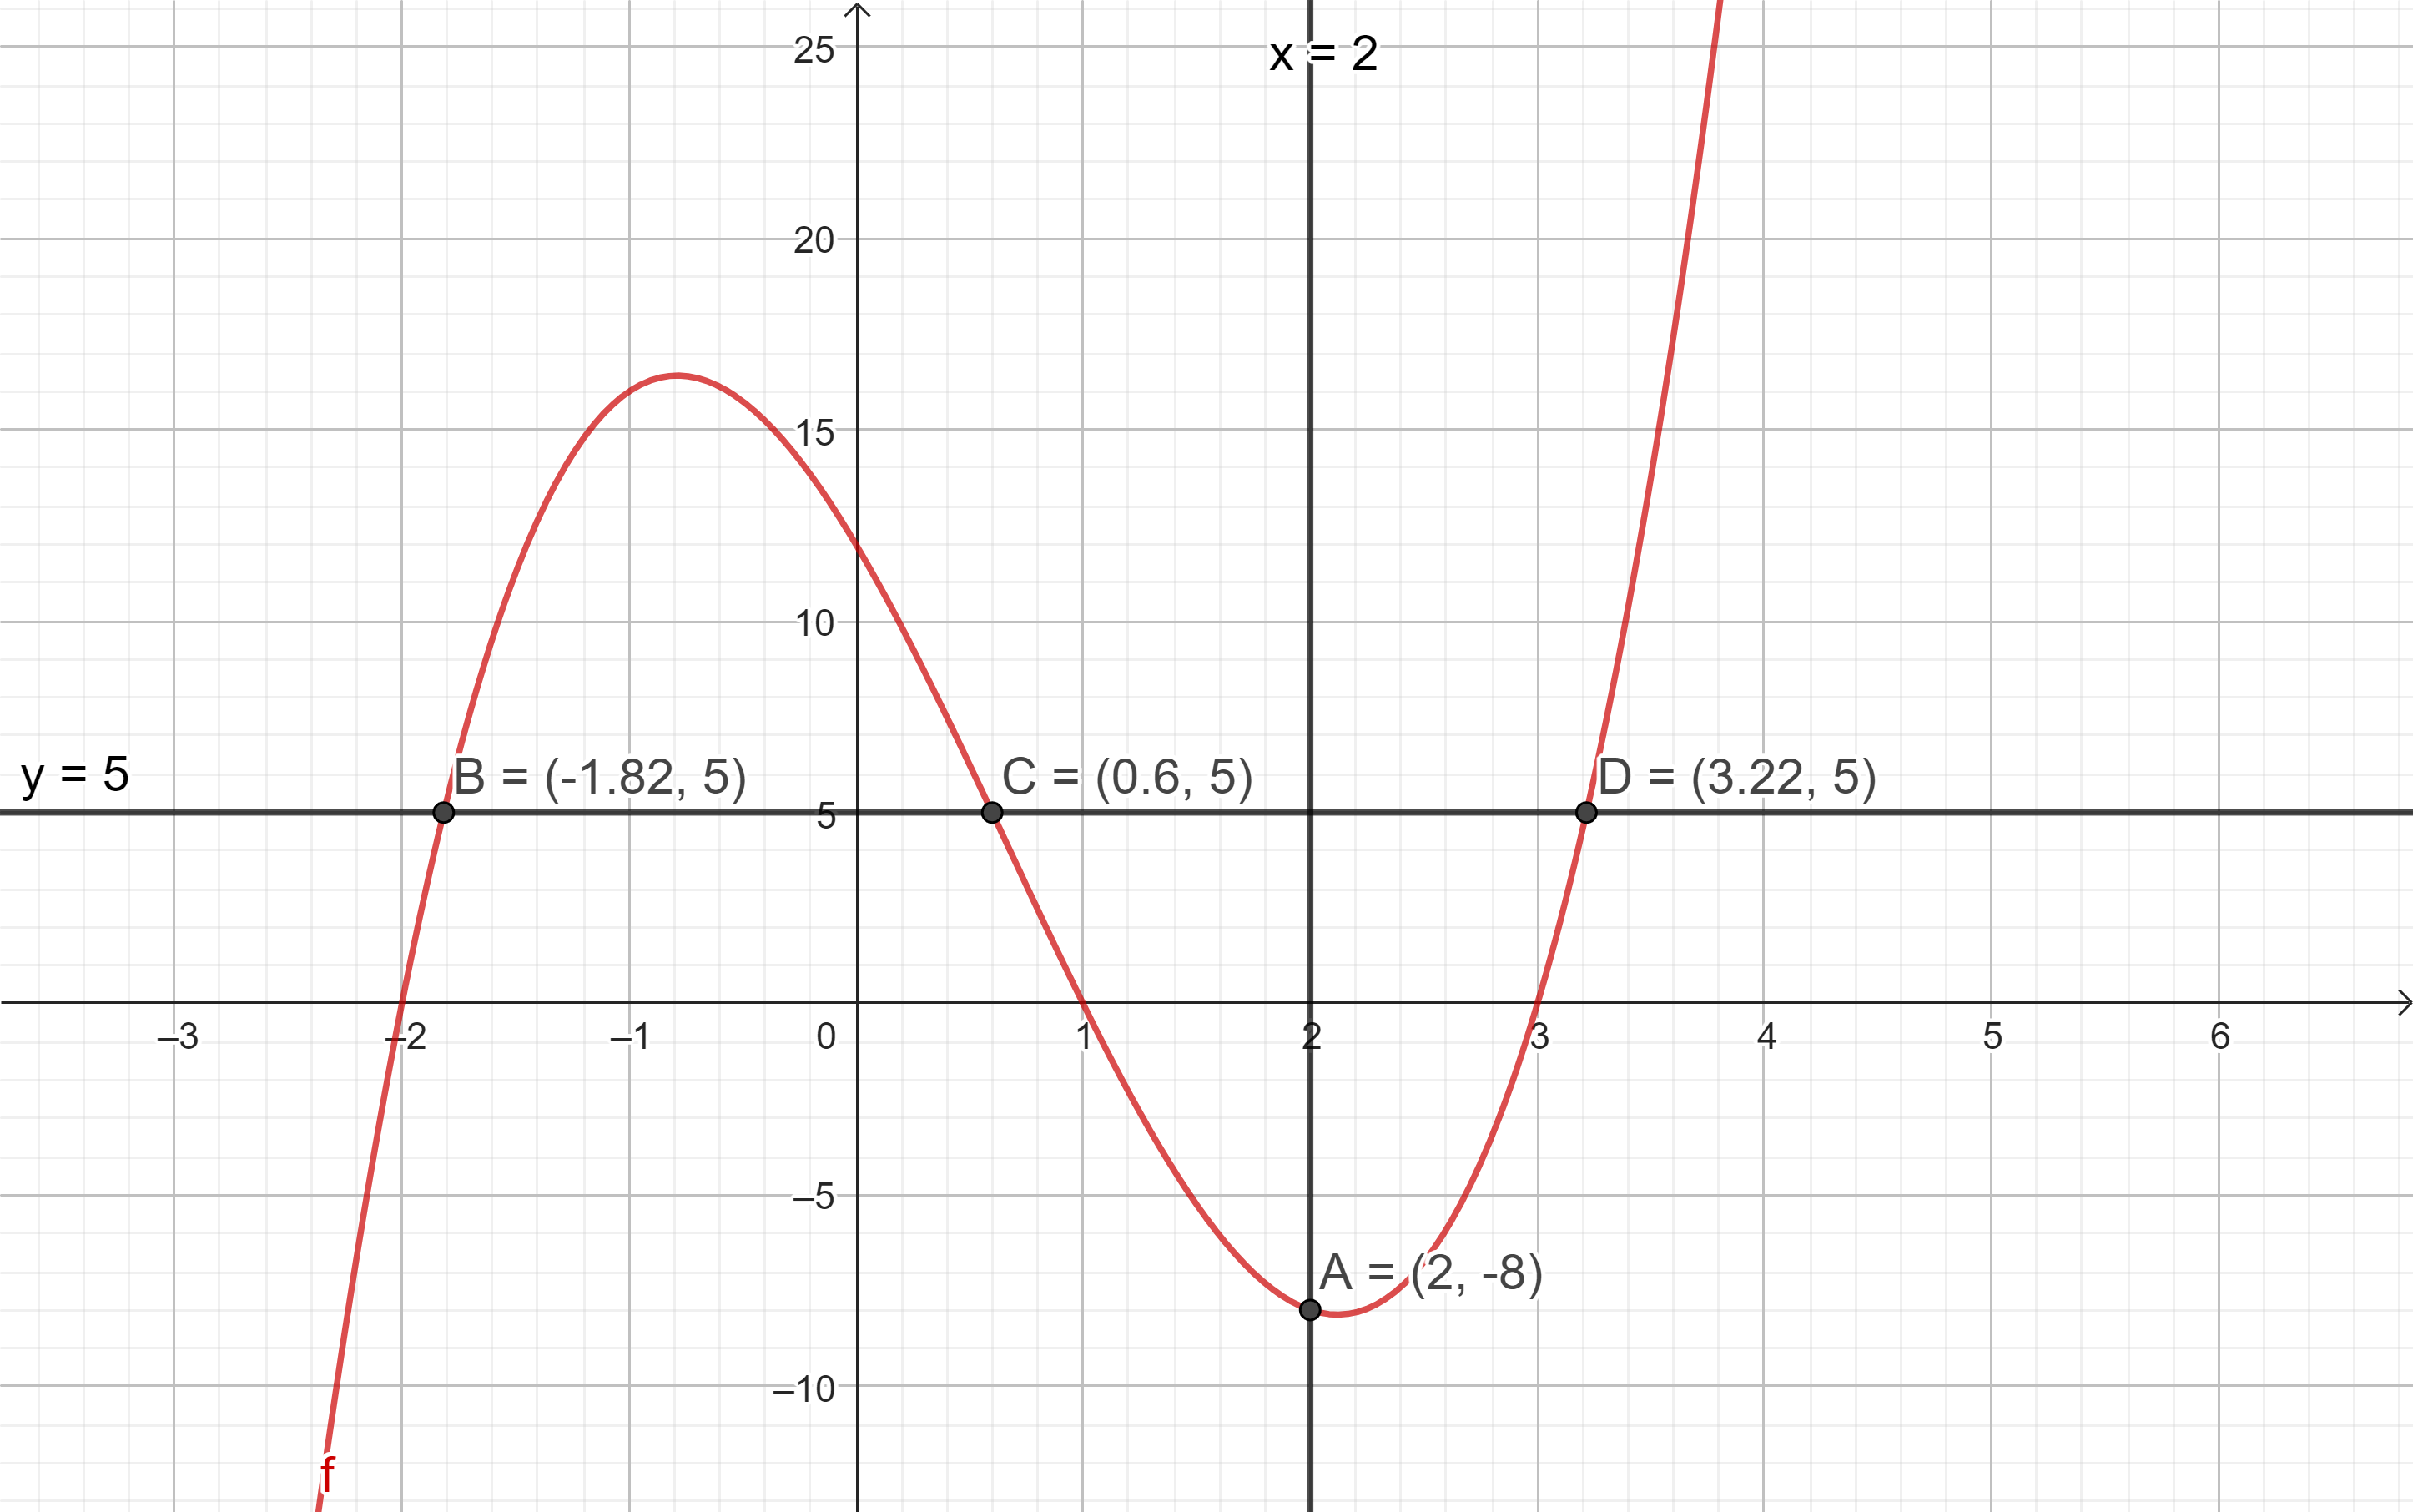 25
x = 2
20
15
10
y = 5
B = (-1.82, 5)
C = (0.6, 5)
D = (3.22, 5)
5
–3
–2
–1
0
1
2
3
4
5
6
–5
A = (2, -8)
–10
f